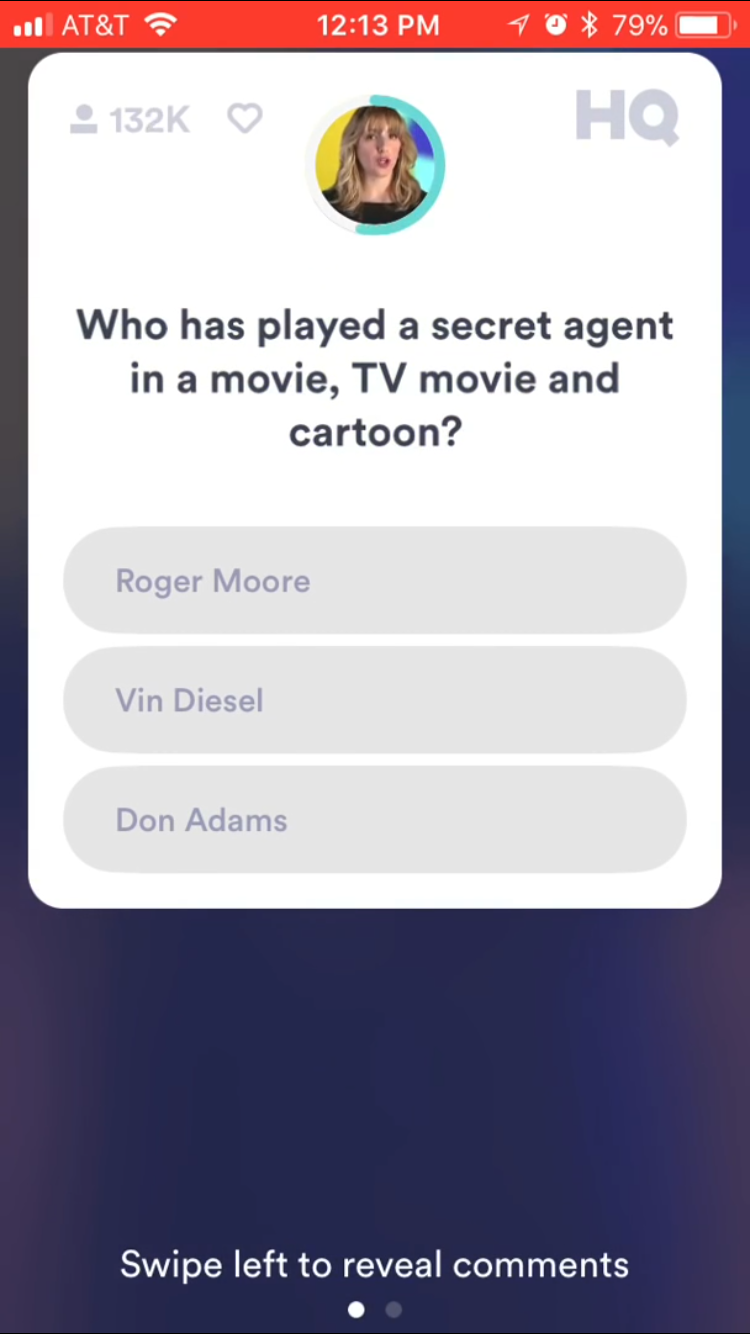 AT&T 12:13 PM 79%
132K HQ
Who has played a secret agent
in a movie, TV movie and
cartoon?
Roger Moore
Vin Diesel
Don Adams
Swipe left to reveal comments